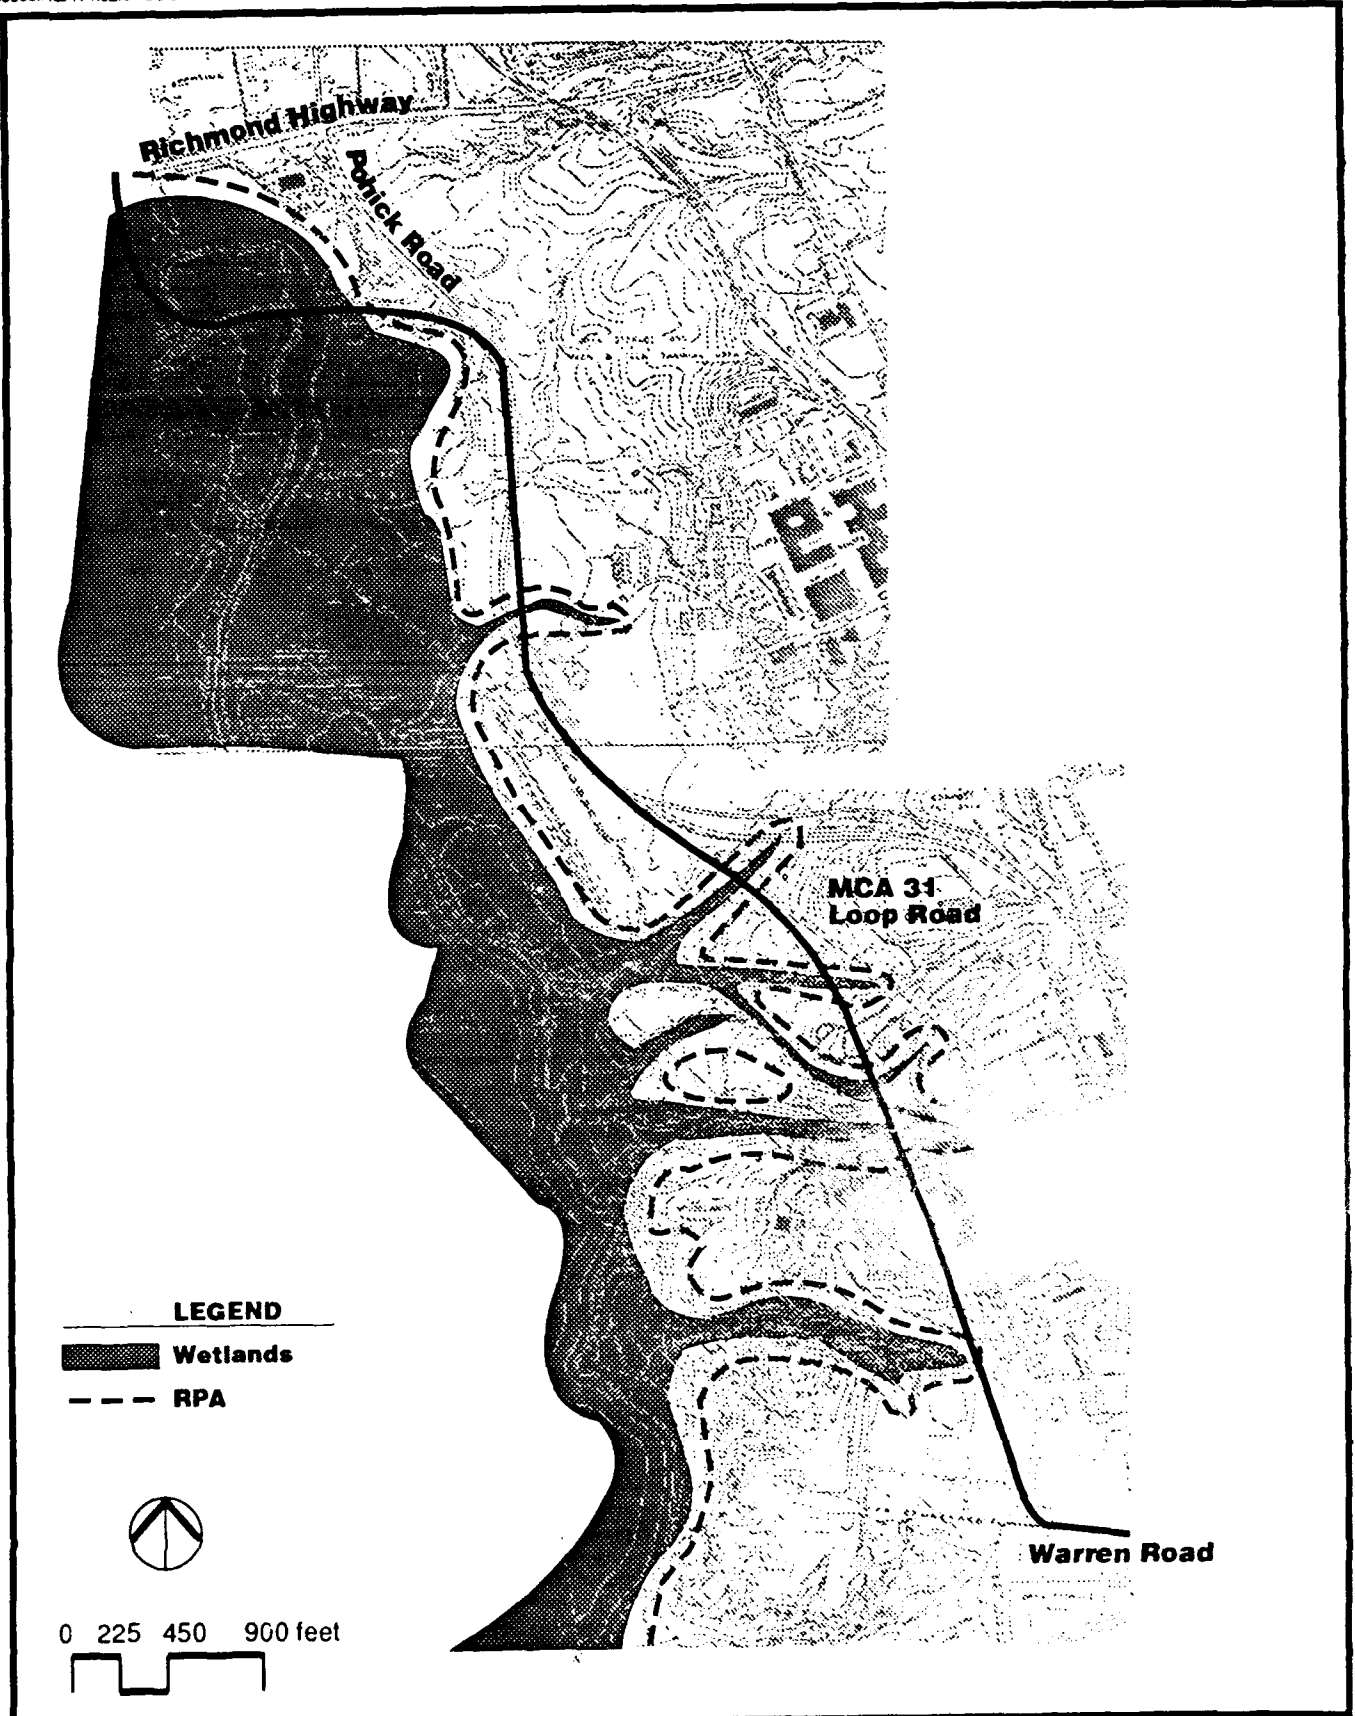 Richmond Highway
Pohick Road
MCA 31
Loop Road
LEGEND
Wetlands
RPA
Warren Road
0 225 450 900 feet